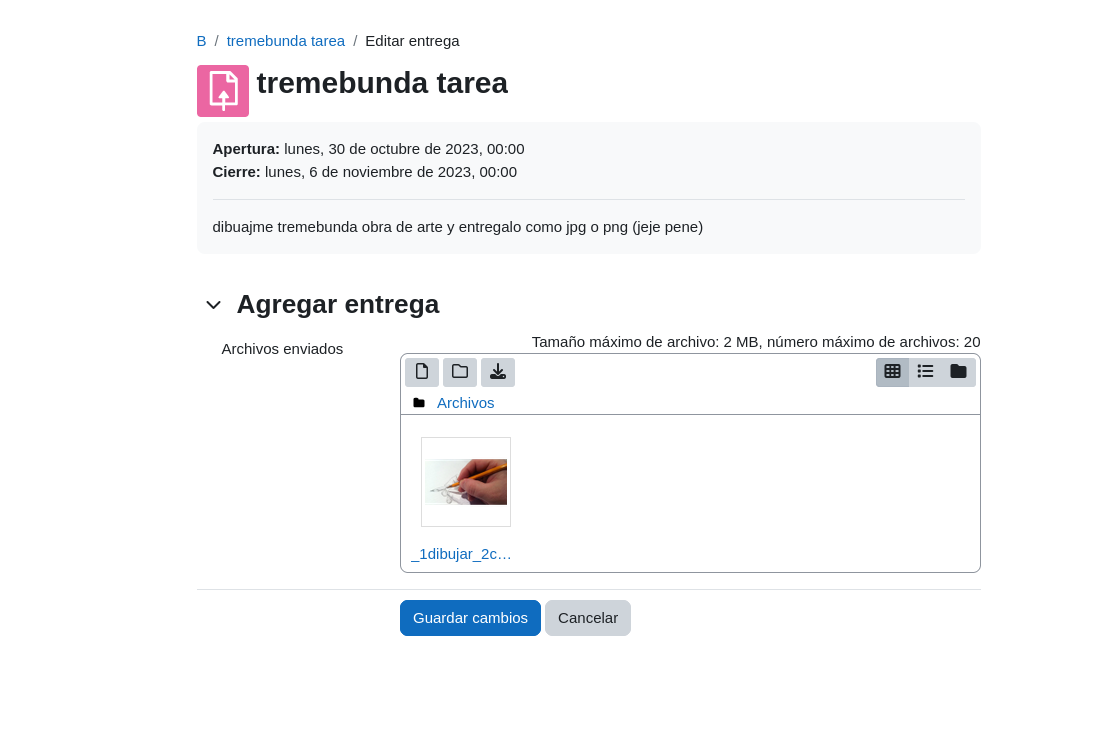 B / tremebunda tarea / Editar entrega
tremebunda tarea
Apertura: lunes, 30 de octubre de 2023, 00:00
Cierre: lunes, 6 de noviembre de 2023, 00:00
dibuajme tremebunda obra de arte y entregalo como jpg o png (jeje pene)
Agregar entrega
Archivos enviados
Tamaño máximo de archivo: 2 MB, número máximo de archivos: 20
Archivos
_1dibujar_2c…
Guardar cambios
Cancelar